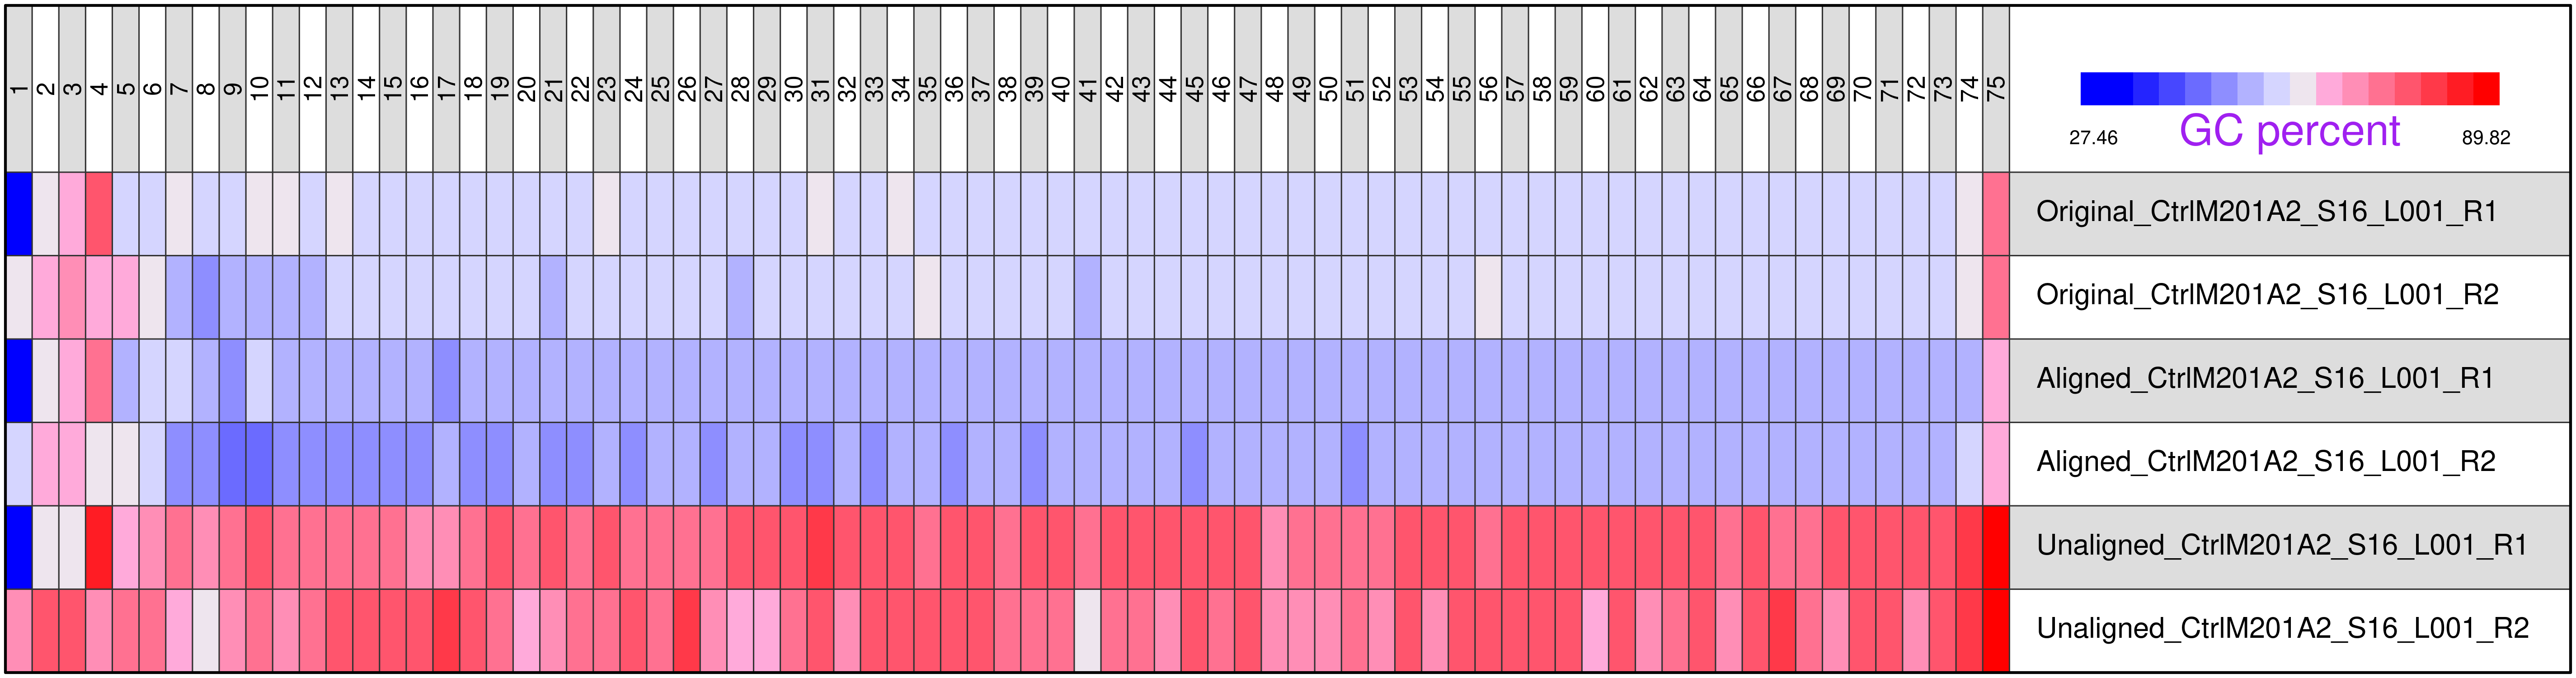 1 2 3 4 5 6 7 8 9 10 11 12 13 14 15 16 17 18 19 20 21 22 23 24 25 26 27 28 29 30 31 32 33 34 35 36 37 38 39 40 41 42 43 44 45 46 47 48 49 50 51 52 53 54 55 56 57 58 59 60 61 62 63 64 65 66 67 68 69 70 71 72 73 74 75
27.46 GC percent 89.82
Original_CtrlM201A2_S16_L001_R1
Original_CtrlM201A2_S16_L001_R2
Aligned_CtrlM201A2_S16_L001_R1
Aligned_CtrlM201A2_S16_L001_R2
Unaligned_CtrlM201A2_S16_L001_R1
Unaligned_CtrlM201A2_S16_L001_R2